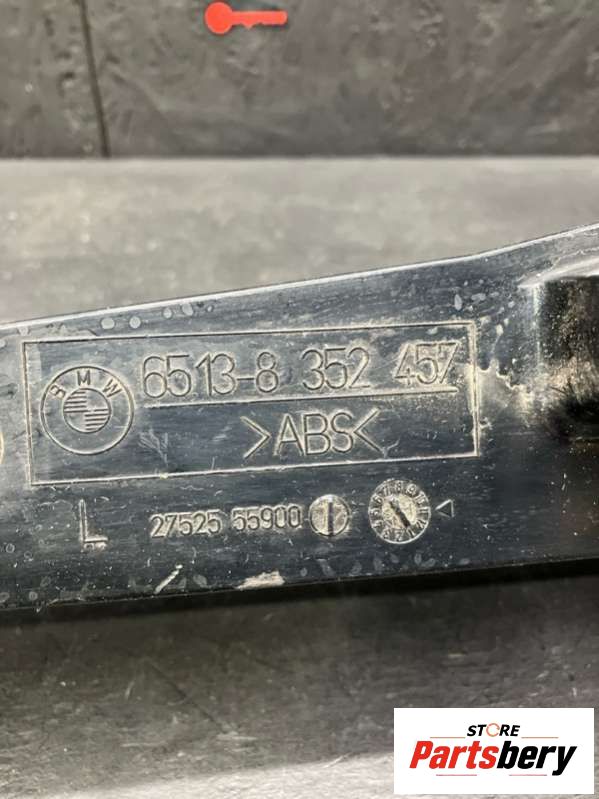 BMW
6513-8 352 457
>ABS<
L 27525 55900
STORE
Partsbery